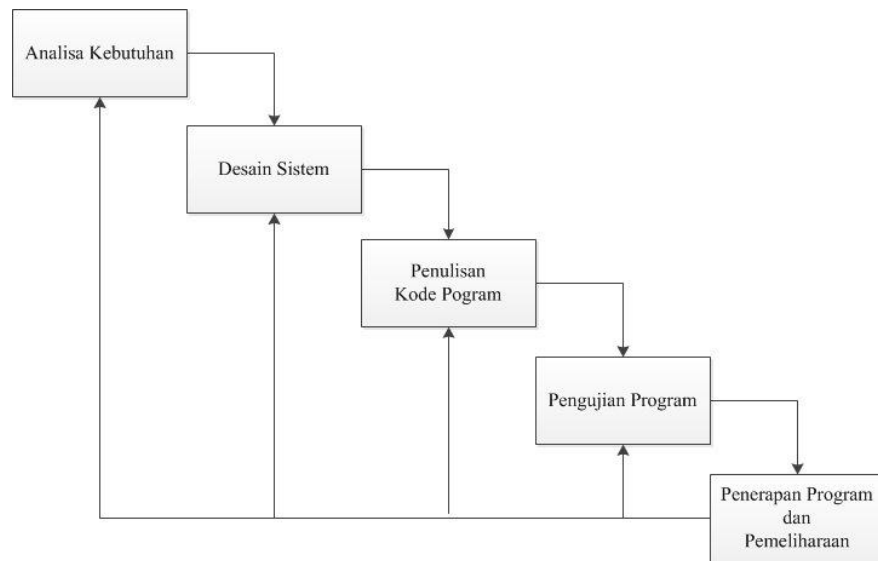 Analisa Kebutuhan
Desain Sistem
Penulisan
Kode Pogram
Pengujian Program
Penerapan Program
dan
Pemeliharaan